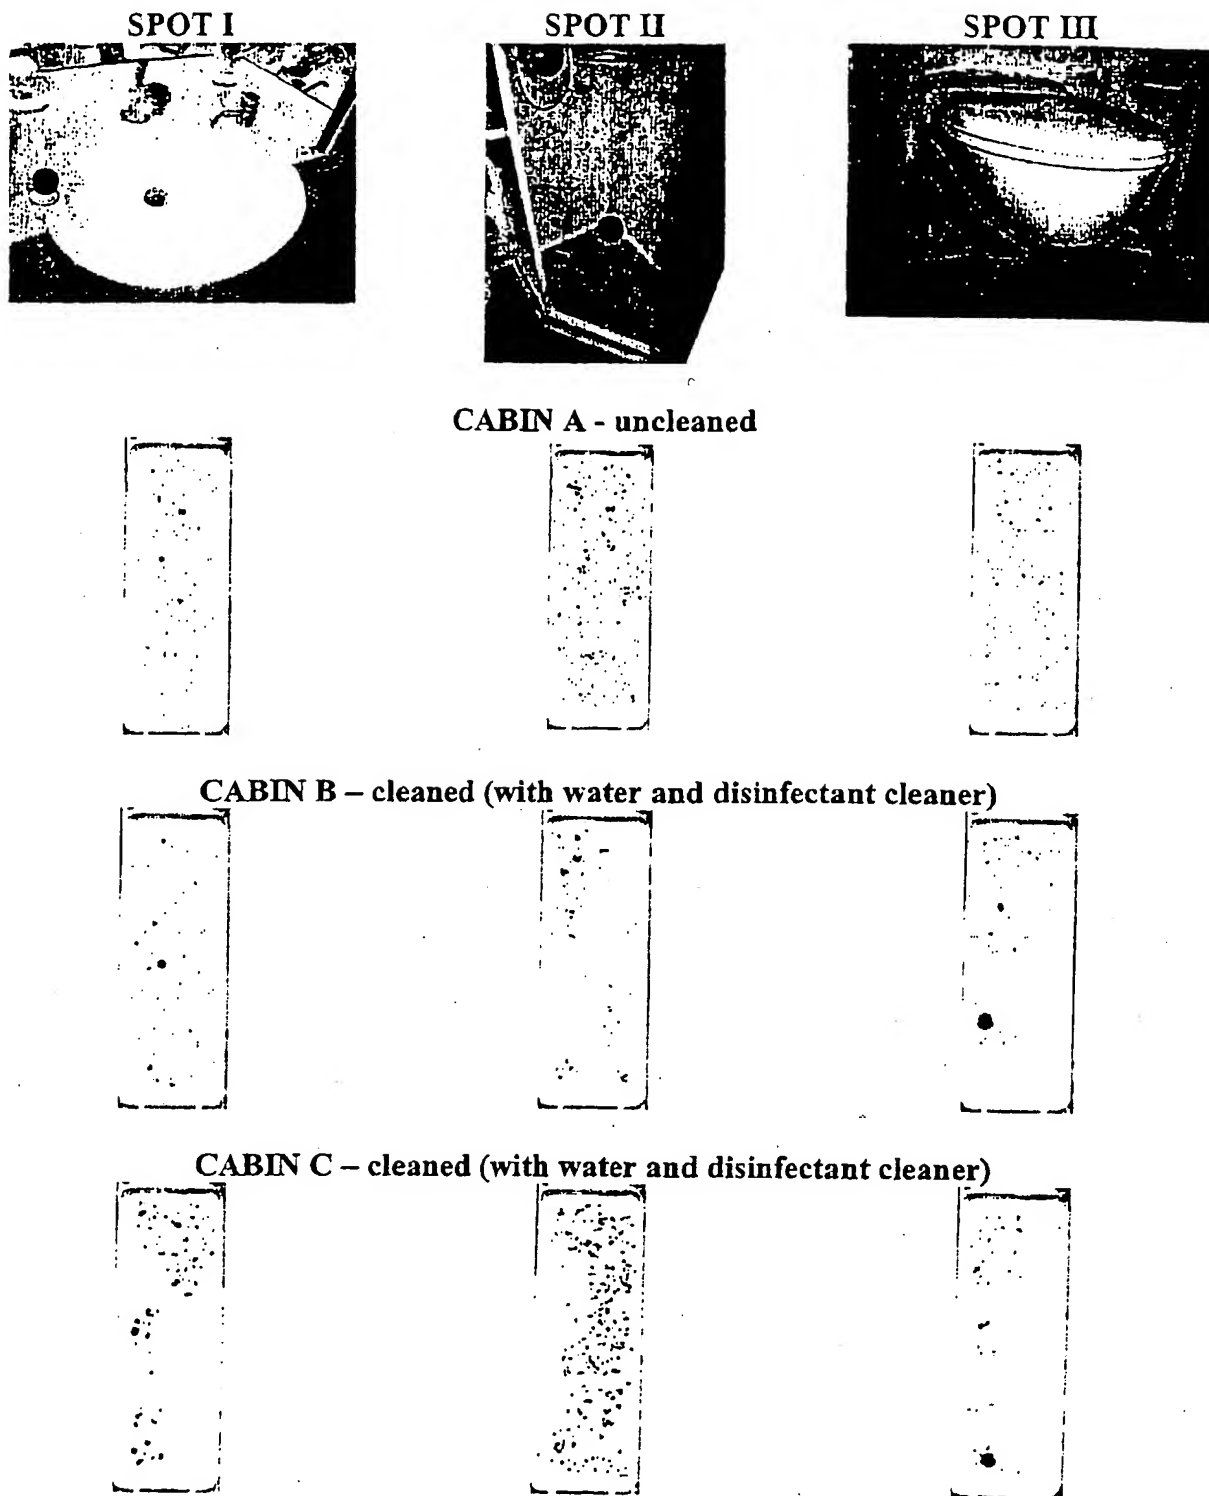 SPOT I
SPOT II
SPOT III
CABIN A - uncleaned
CABIN B – cleaned (with water and disinfectant cleaner)
CABIN C – cleaned (with water and disinfectant cleaner)